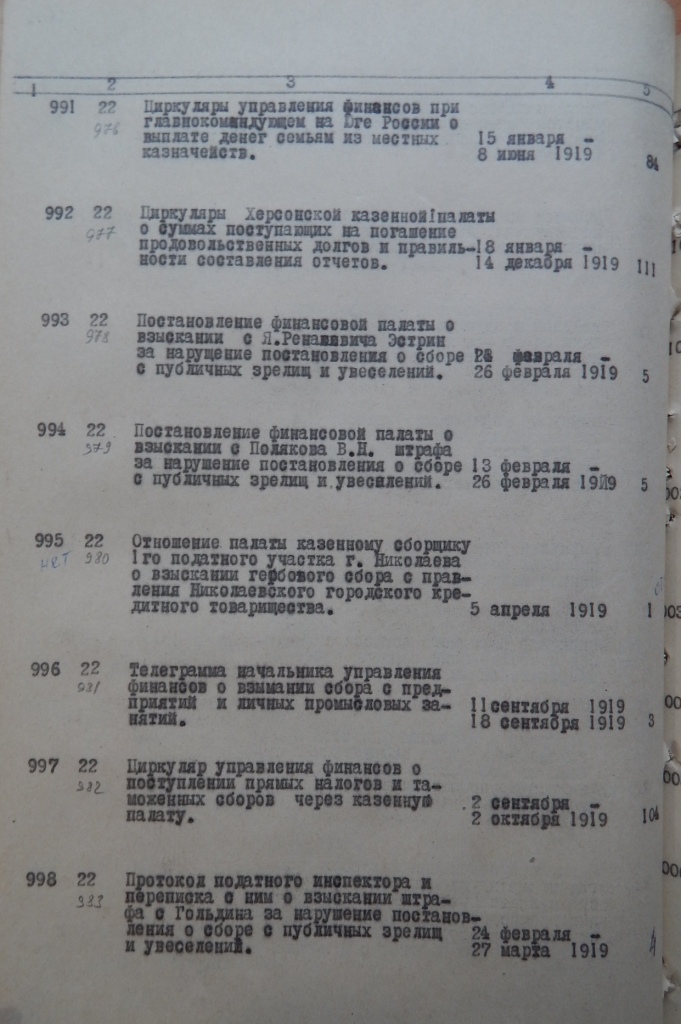 1 2 3 4 5
991 22 Циркуляры управления финансов при
976 главнокомандующем на Юге России о
выплате денег семьям из местных 15 января -
казначейств. 8 июня 1919 84
992 22 Циркуляры Херсонской казенной палаты
977 о суммах поступающих на погашение
продовольственных долгов и правиль- 18 января -
ности составления отчетов. 14 декабря 1919 111
993 22 Постановление финансовой палаты о
978 взыскании с Я. Эстрин
за нарущение постановления о сборе февраля -
с публичных зрелищ и увеселений. 26 февраля 1919 5
994 22 Постановление финансовой палаты о
979 взыскании с Полякова В.Н. штрафа
за нарушение постановления о сборе 13 февраля -
с публичных зрелищ и увеселений. 26 февраля 1919 5
995 22 Отношение палаты казенному сборщику
нет 980 1го податного участка г. Николаева
о взыскании гербового сбора с прав-
ления Николаевского городского кре-
дитного товарищества. 5 апреля 1919 1
996 22 Телеграмма начальника управления
981 финансов о взымании сбора с пред-
приятий и личных промысловых за- 11 сентября 1919
нятий. 18 сентября 1919 3
997 22 Циркуляр управления финансов о
982 поступлении прямых налогов и та-
моженных сборов через казенную 2 сентября -
палату. 2 октября 1919 104
998 22 Протокол податного инспектора и
983 переписка с ним о взыскании штра-
фа с Гольдина за нарушение постанов-
ления о сборе с публичных зрелищ 24 февраля -
и увеселений. 27 марта 1919 4